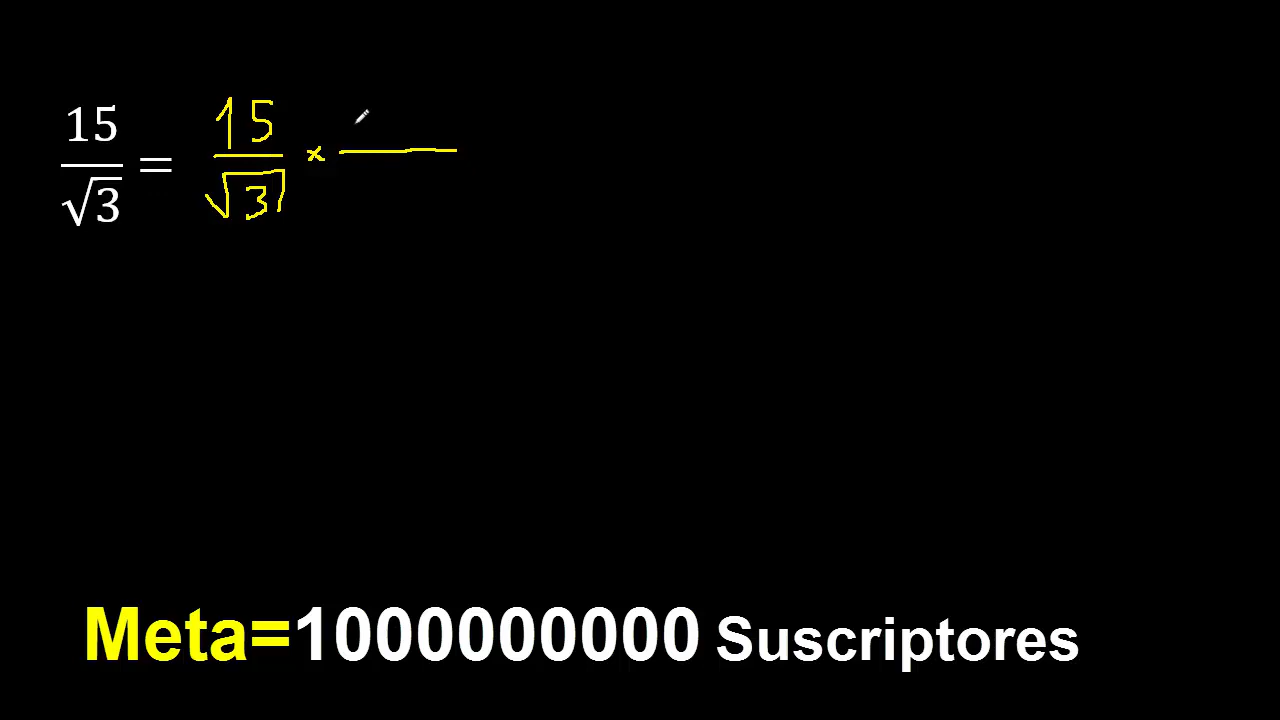 15/√3 = 15/√3 ×
Meta=1000000000 Suscriptores